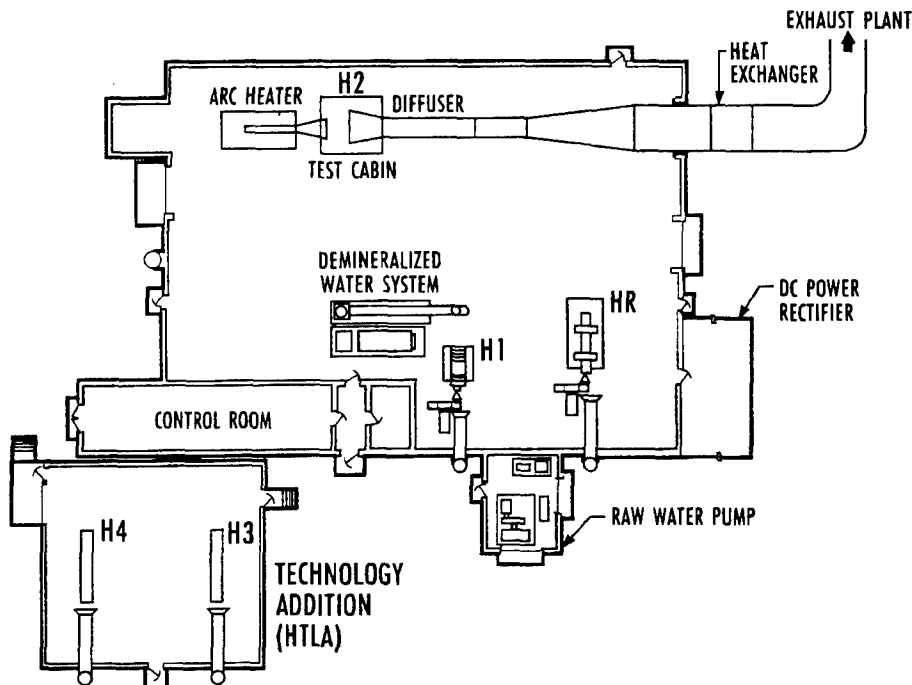 EXHAUST PLANT
HEAT
EXCHANGER
H2
ARC HEATER
DIFFUSER
TEST CABIN
DEMINERALIZED
WATER SYSTEM
HR
DC POWER
RECTIFIER
H1
CONTROL ROOM
RAW WATER PUMP
H4
H3
TECHNOLOGY
ADDITION
(HTLA)